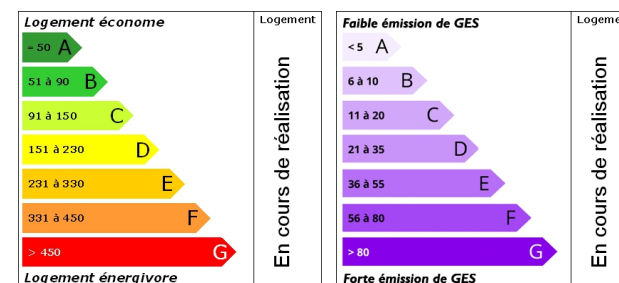 Logement économe
Logement
= 50 A
51 à 90 B
91 à 150 C
151 à 230 D
231 à 330 E
331 à 450 F
> 450 G
Logement énergivore
En cours de réalisation
Faible émission de GES
Logeme
< 5 A
6 à 10 B
11 à 20 C
21 à 35 D
36 à 55 E
56 à 80 F
> 80 G
Forte émission de GES
En cours de réalisation